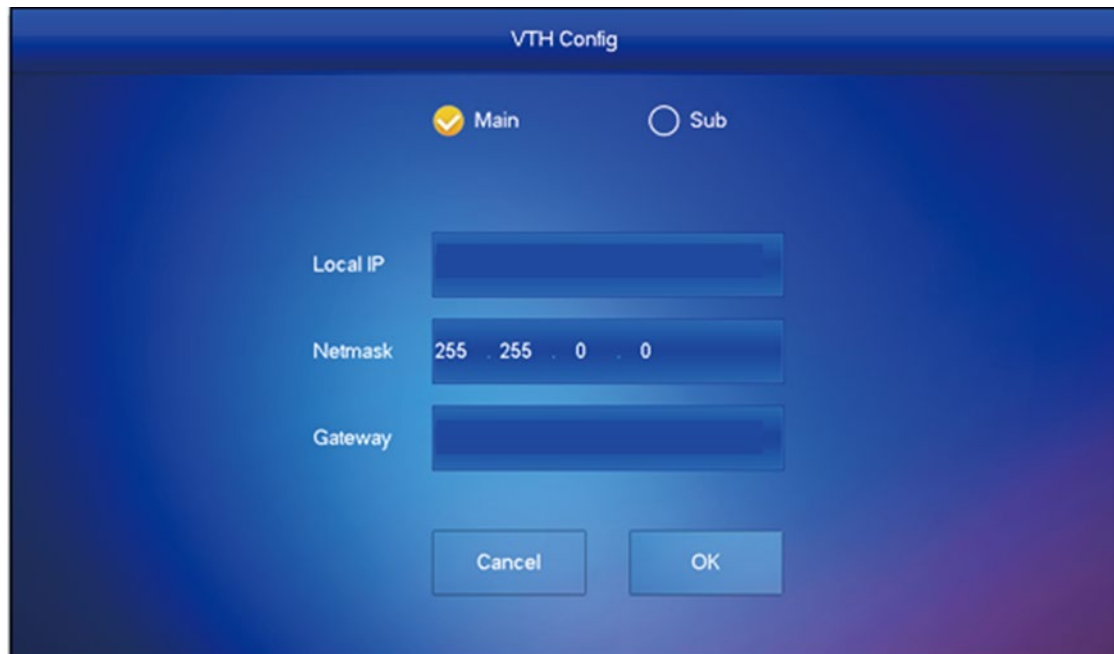 VTH Config
Main Sub
Local IP
Netmask 255 . 255 . 0 . 0
Gateway
Cancel OK